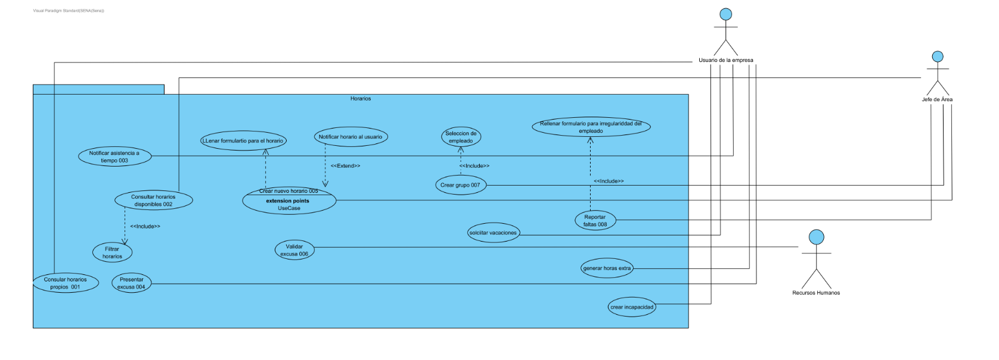 Visual Paradigm Standard(SENA(Sena))
Usuario de la empresa
Jefe de Área
Horarios
Rellenar formulario para irregulariddad del
empleado
LLenar formulartio para el horario
Notificar horario al usuario
Seleccion de
empleado
Notificar asistencia a
tiempo 003
<<Extend>>
<<Include>>
<<Include>>
Crear grupo 007
Crear nuevo horario 005
extension points
UseCase
Consultar horarios
disponibles 002
Reportar
faltas 008
<<Include>>
solciitar vacaciones
Filtrar
horarios
Validar
excusa 006
generar horas extra
Consular horarios
propios 001
Presentar
excusa 004
Recursos Humanos
crear incapacidad